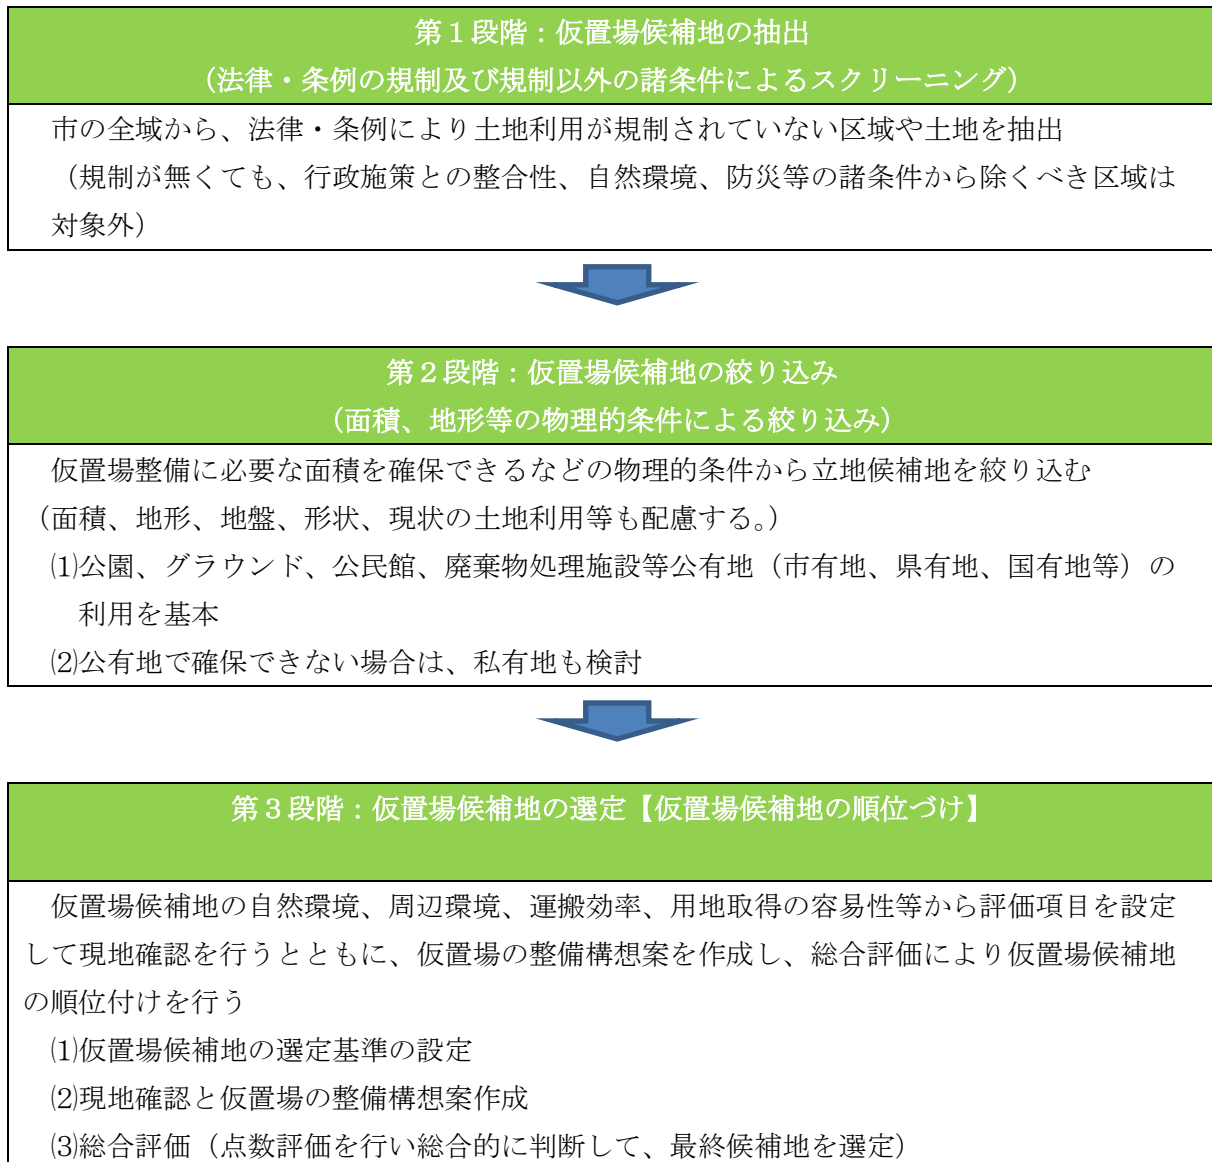 第１段階：仮置場候補地の抽出
（法律・条例の規制及び規制以外の諸条件によるスクリーニング）
市の全域から、法律・条例により土地利用が規制されていない区域や土地を抽出
（規制が無くても、行政施策との整合性、自然環境、防災等の諸条件から除くべき区域は
対象外）
第２段階：仮置場候補地の絞り込み
（面積、地形等の物理的条件による絞り込み）
仮置場整備に必要な面積を確保できるなどの物理的条件から立地候補地を絞り込む
（面積、地形、地盤、形状、現状の土地利用等も配慮する。）
⑴公園、グラウンド、公民館、廃棄物処理施設等公有地（市有地、県有地、国有地等）の
利用を基本
⑵公有地で確保できない場合は、私有地も検討
第３段階：仮置場候補地の選定【仮置場候補地の順位づけ】
仮置場候補地の自然環境、周辺環境、運搬効率、用地取得の容易性等から評価項目を設定
して現地確認を行うとともに、仮置場の整備構想案を作成し、総合評価により仮置場候補地
の順位付けを行う
⑴仮置場候補地の選定基準の設定
⑵現地確認と仮置場の整備構想案作成
⑶総合評価（点数評価を行い総合的に判断して、最終候補地を選定）